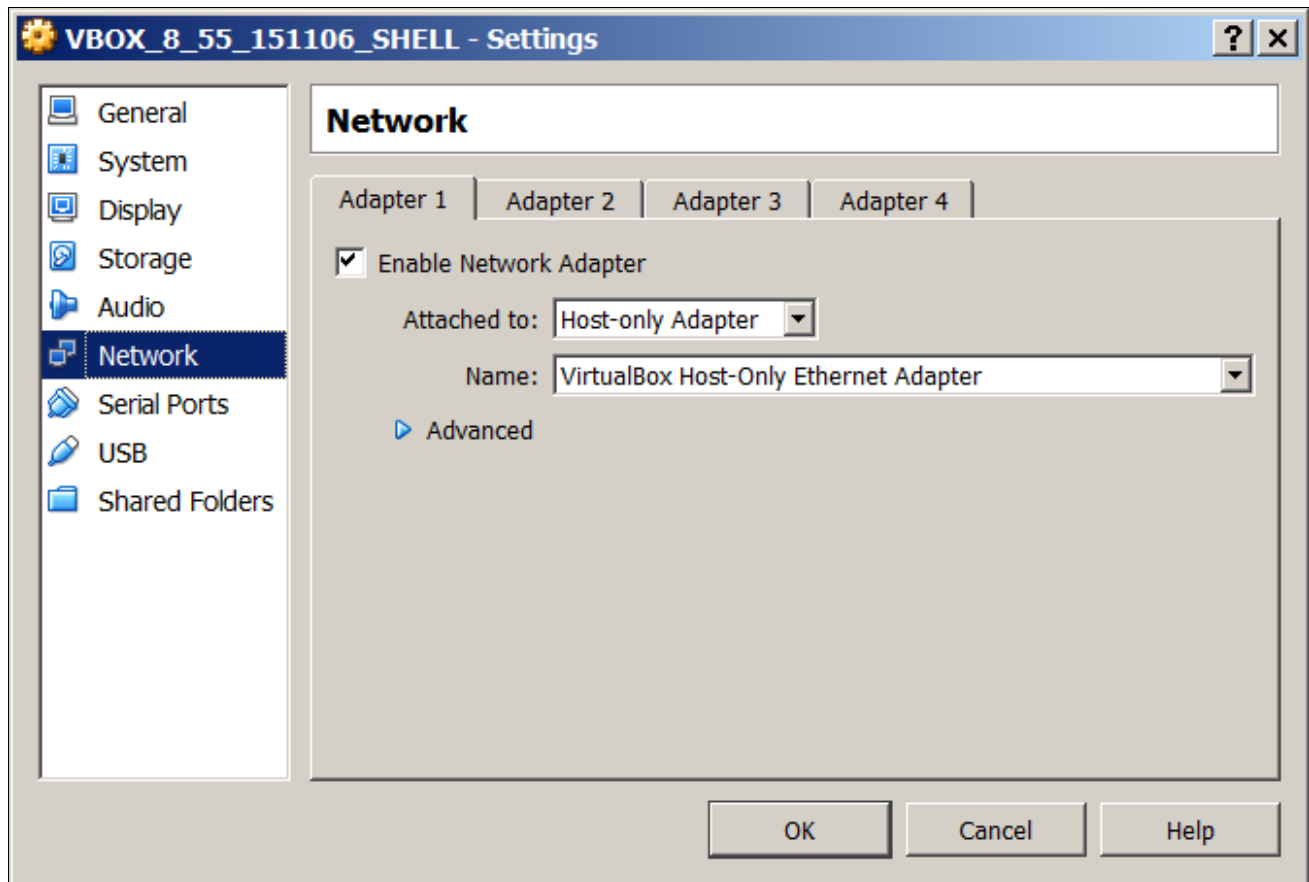 VBOX_8_55_151106_SHELL - Settings
General
System
Display
Storage
Audio
Network
Serial Ports
USB
Shared Folders
Network
Adapter 1 Adapter 2 Adapter 3 Adapter 4
Enable Network Adapter
Attached to: Host-only Adapter
Name: VirtualBox Host-Only Ethernet Adapter
Advanced
OK Cancel Help